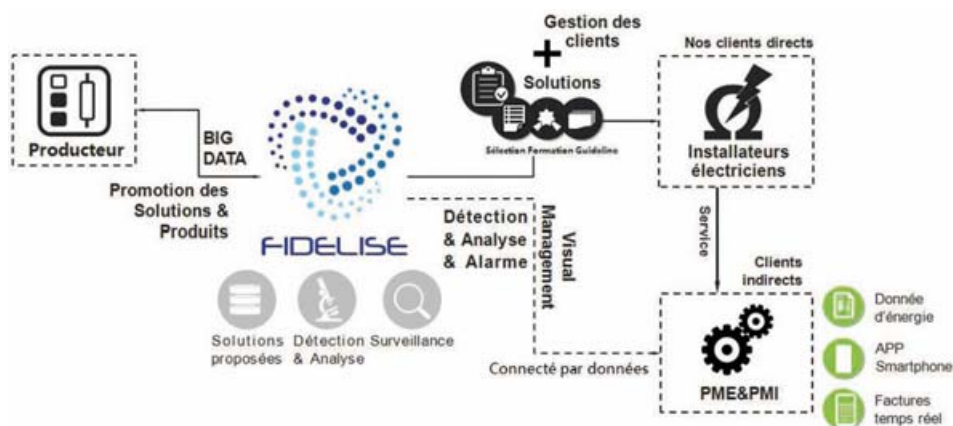 Gestion des
clients
Solutions
Sélection Formation Guideline
Nos clients directs
Installateurs
électriciens
Producteur
BIG
DATA
Promotion des
Solutions &
Produits
FIDELISE
Détection
& Analyse
& Alarme
Visual
Management
Service
Clients
indirects
Solutions
proposées
Détection
& Analyse
Surveillance
Connecté par données
PME&PMI
Donnée
d'énergie
APP
Smartphone
Factures
temps réel